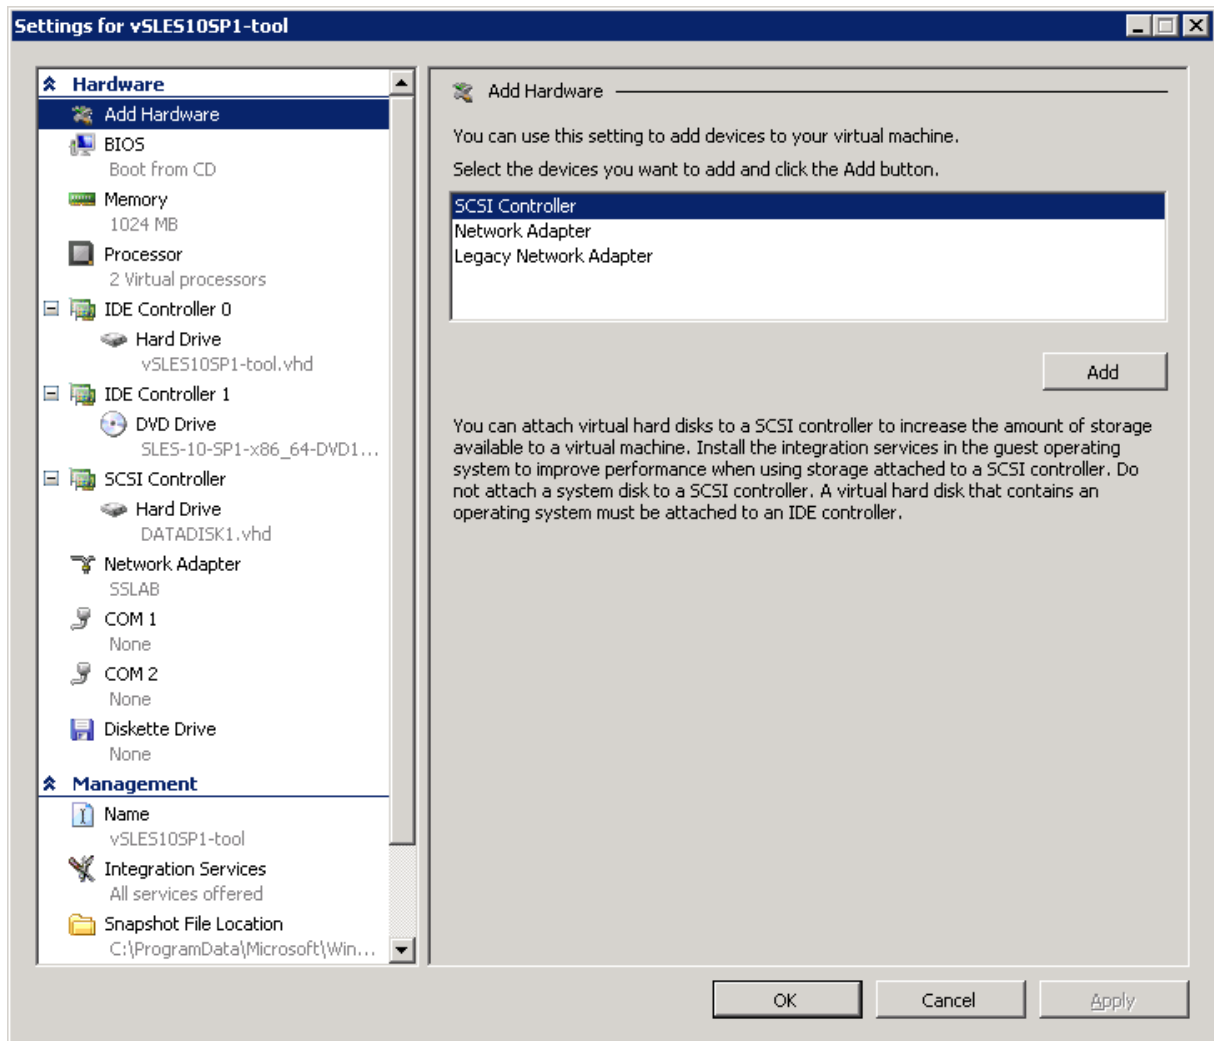 Settings for vSLES10SP1-tool
Hardware
Add Hardware
BIOS
Boot from CD
Memory
1024 MB
Processor
2 Virtual processors
IDE Controller 0
Hard Drive
vSLES10SP1-tool.vhd
IDE Controller 1
DVD Drive
SLES-10-SP1-x86_64-DVD1...
SCSI Controller
Hard Drive
DATADISK1.vhd
Network Adapter
SSLAB
COM 1
None
COM 2
None
Diskette Drive
None
Management
Name
vSLES10SP1-tool
Integration Services
All services offered
Snapshot File Location
C:\ProgramData\Microsoft\Win...
Add Hardware
You can use this setting to add devices to your virtual machine.
Select the devices you want to add and click the Add button.
SCSI Controller
Network Adapter
Legacy Network Adapter
Add
You can attach virtual hard disks to a SCSI controller to increase the amount of storage
available to a virtual machine. Install the integration services in the guest operating
system to improve performance when using storage attached to a SCSI controller. Do
not attach a system disk to a SCSI controller. A virtual hard disk that contains an
operating system must be attached to an IDE controller.
OK
Cancel
Apply